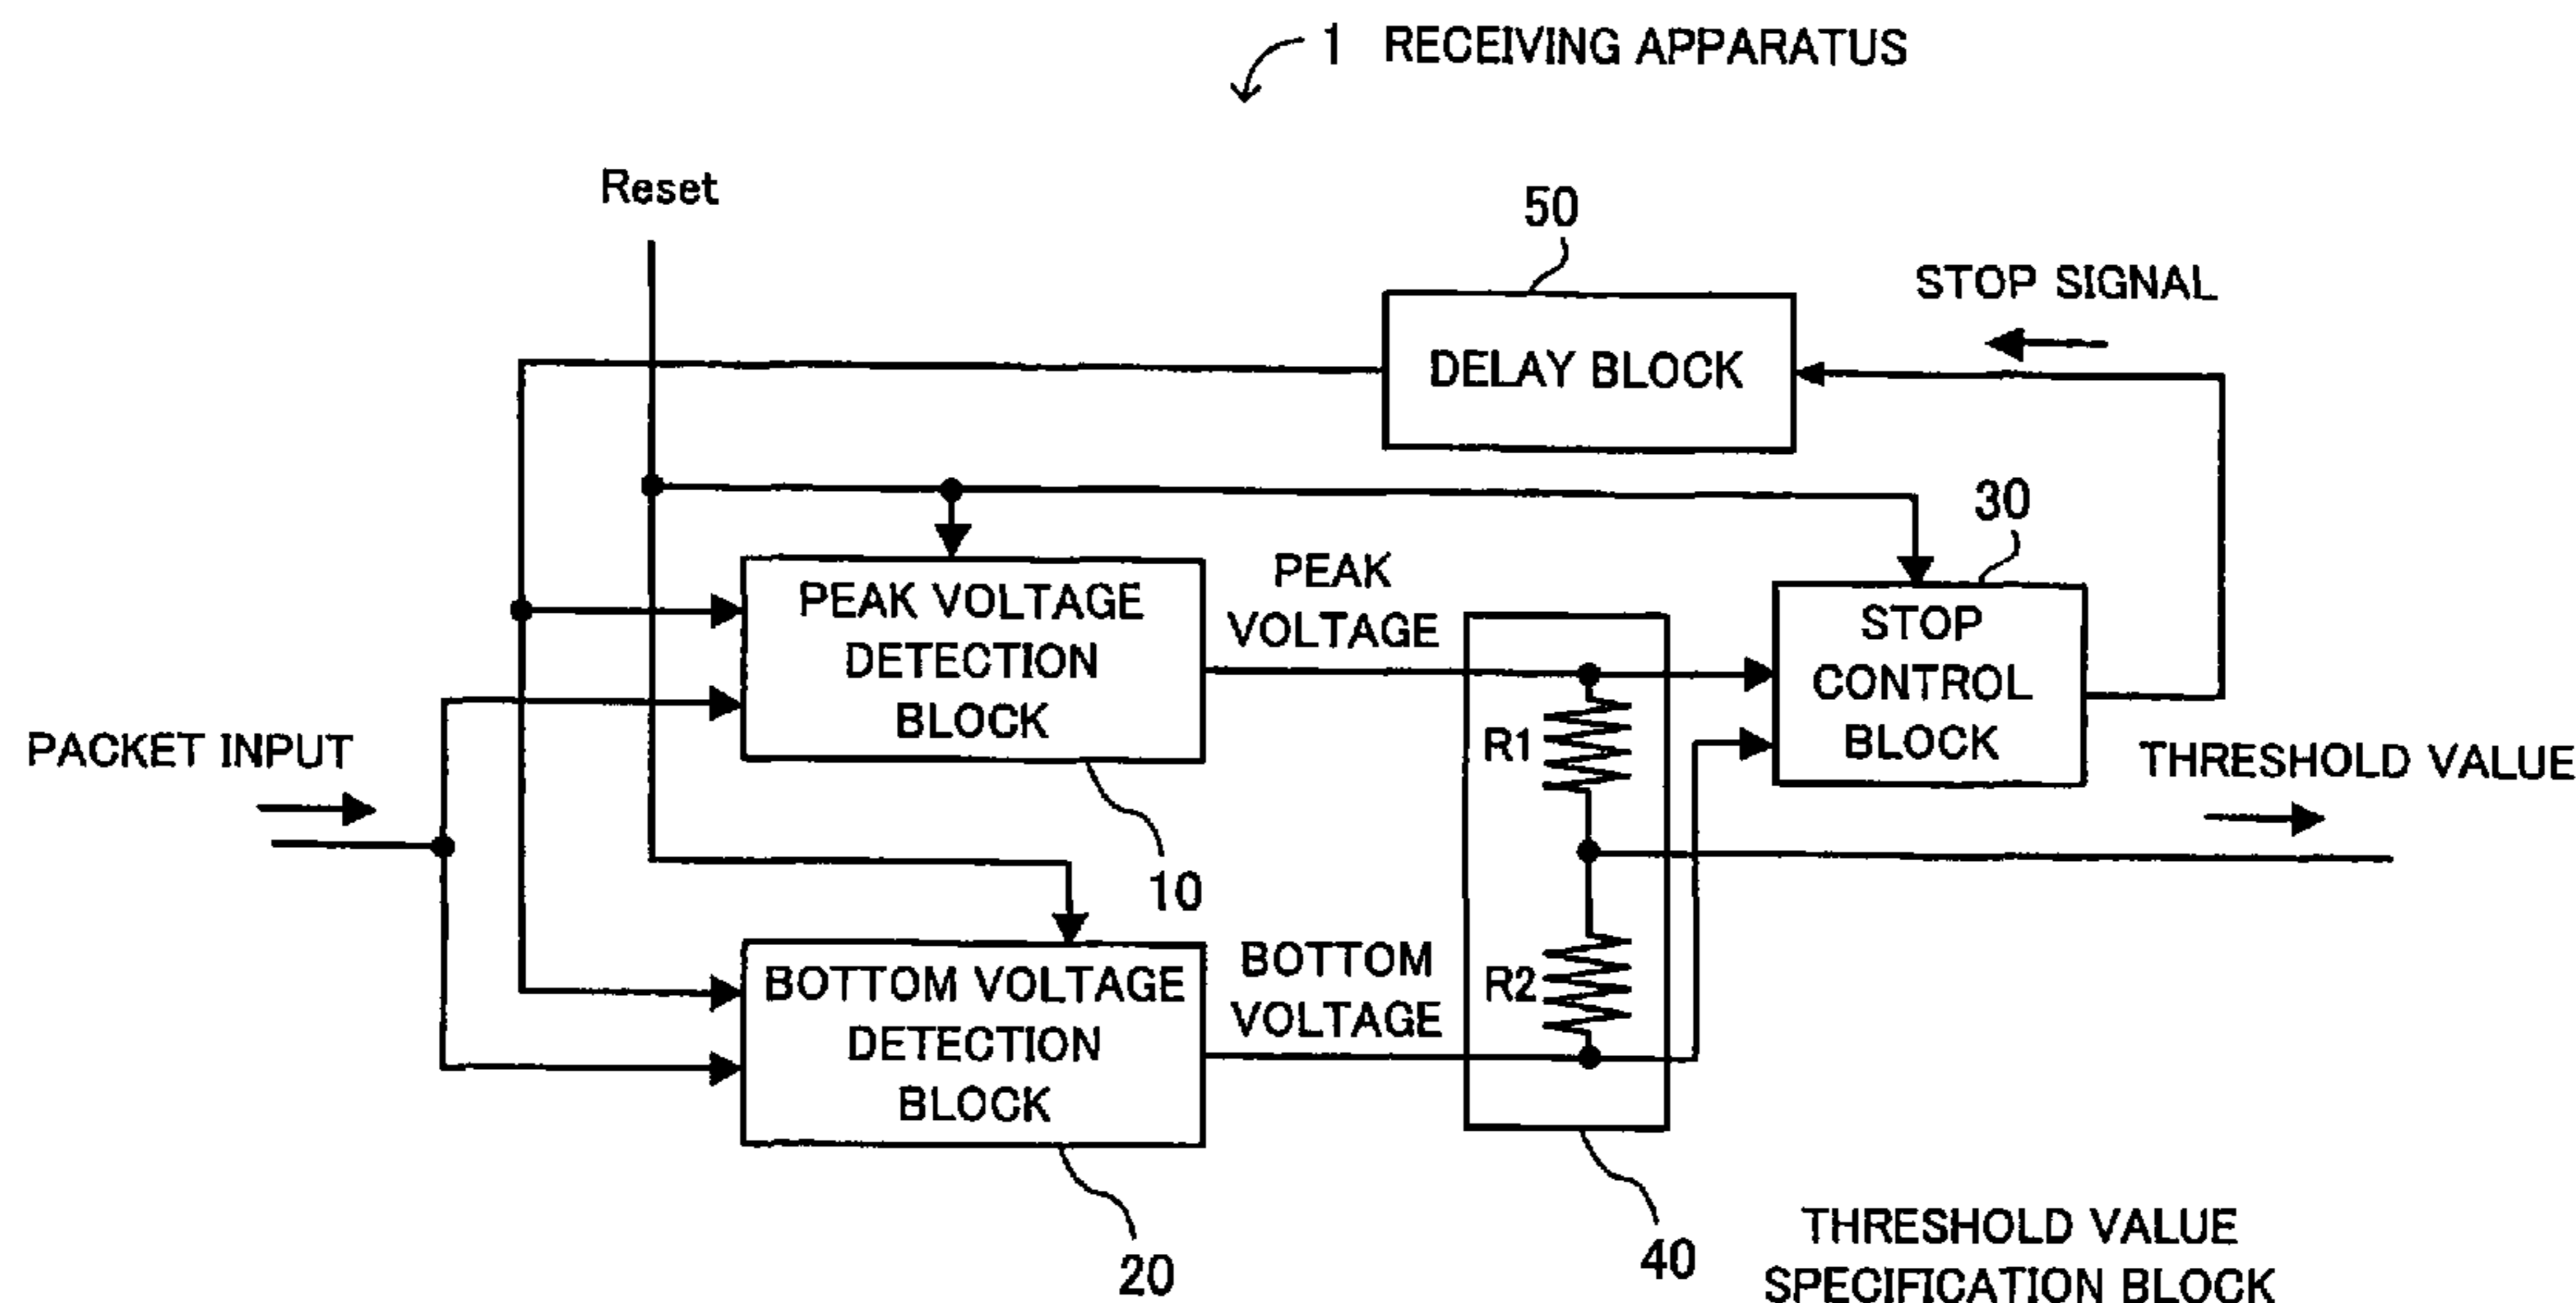 1 RECEIVING APPARATUS
Reset
50
STOP SIGNAL
DELAY BLOCK
30
PEAK VOLTAGE
DETECTION
BLOCK
PEAK
VOLTAGE
STOP
CONTROL
BLOCK
R1
PACKET INPUT
THRESHOLD VALUE
10
BOTTOM VOLTAGE
DETECTION
BLOCK
BOTTOM
VOLTAGE
R2
20
40
THRESHOLD VALUE
SPECIFICATION BLOCK